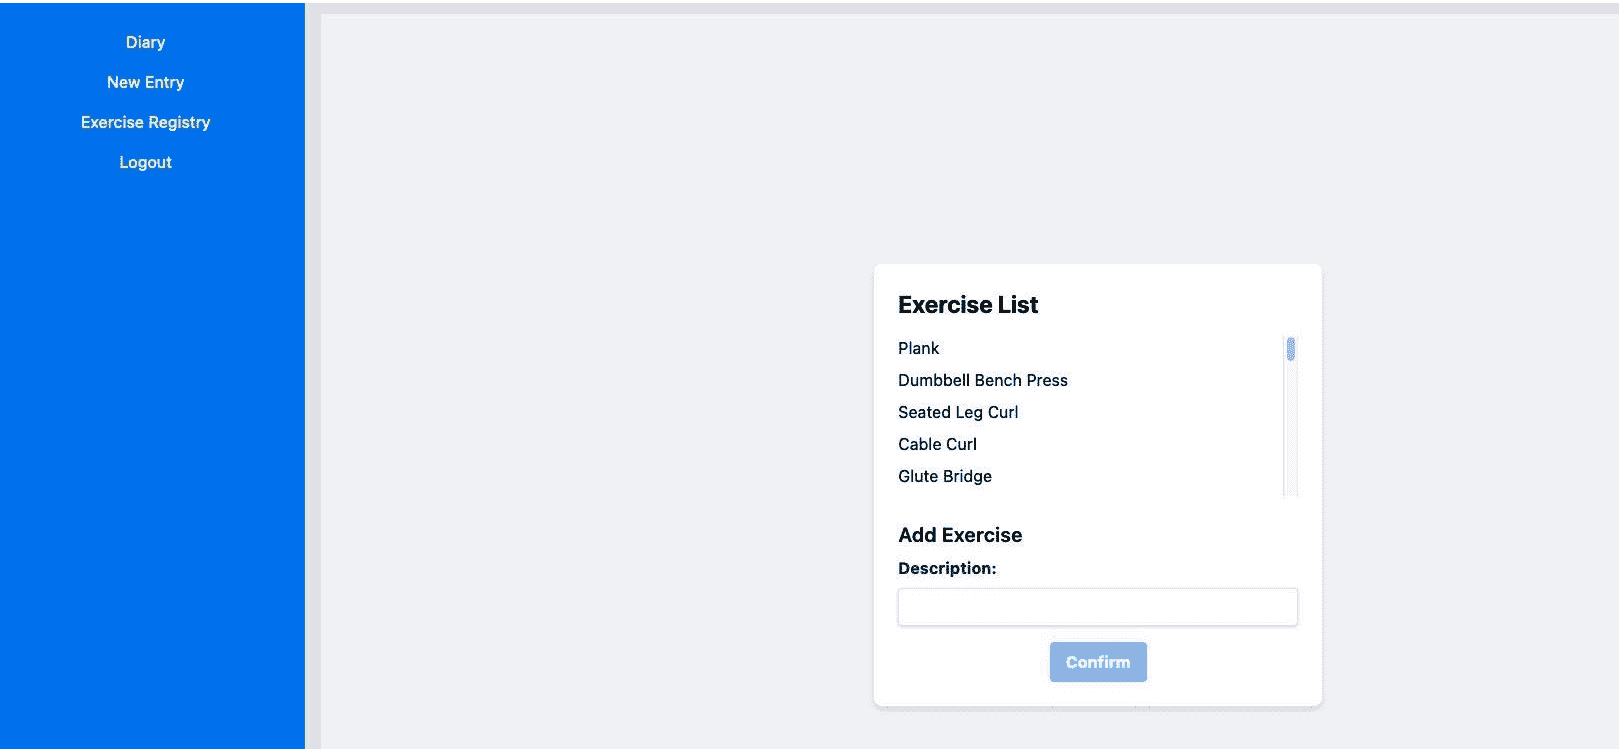 Diary
New Entry
Exercise Registry
Logout
Exercise List
Plank
Dumbbell Bench Press
Seated Leg Curl
Cable Curl
Glute Bridge
Add Exercise
Description:
Confirm